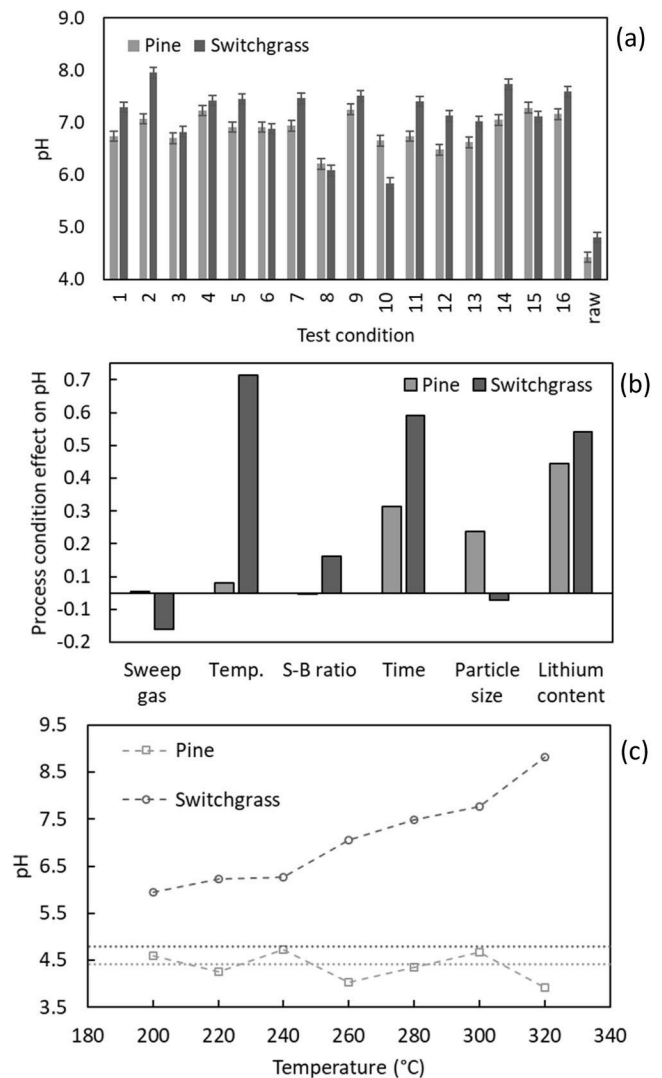 9.0
Pine Switchgrass
(a)
8.0
7.0
6.0
5.0
4.0
pH
1 2 3 4 5 6 7 8 9 10 11 12 13 14 15 16 raw
Test condition
0.7
Pine Switchgrass
(b)
0.6
0.5
0.4
0.3
0.2
0.1
-0.1
-0.2
Process condition effect on pH
Sweep gas Temp. S-B ratio Time Particle size Lithium content
9.5
Pine
(c)
8.5
Switchgrass
7.5
6.5
5.5
4.5
3.5
pH
180 200 220 240 260 280 300 320 340
Temperature (°C)